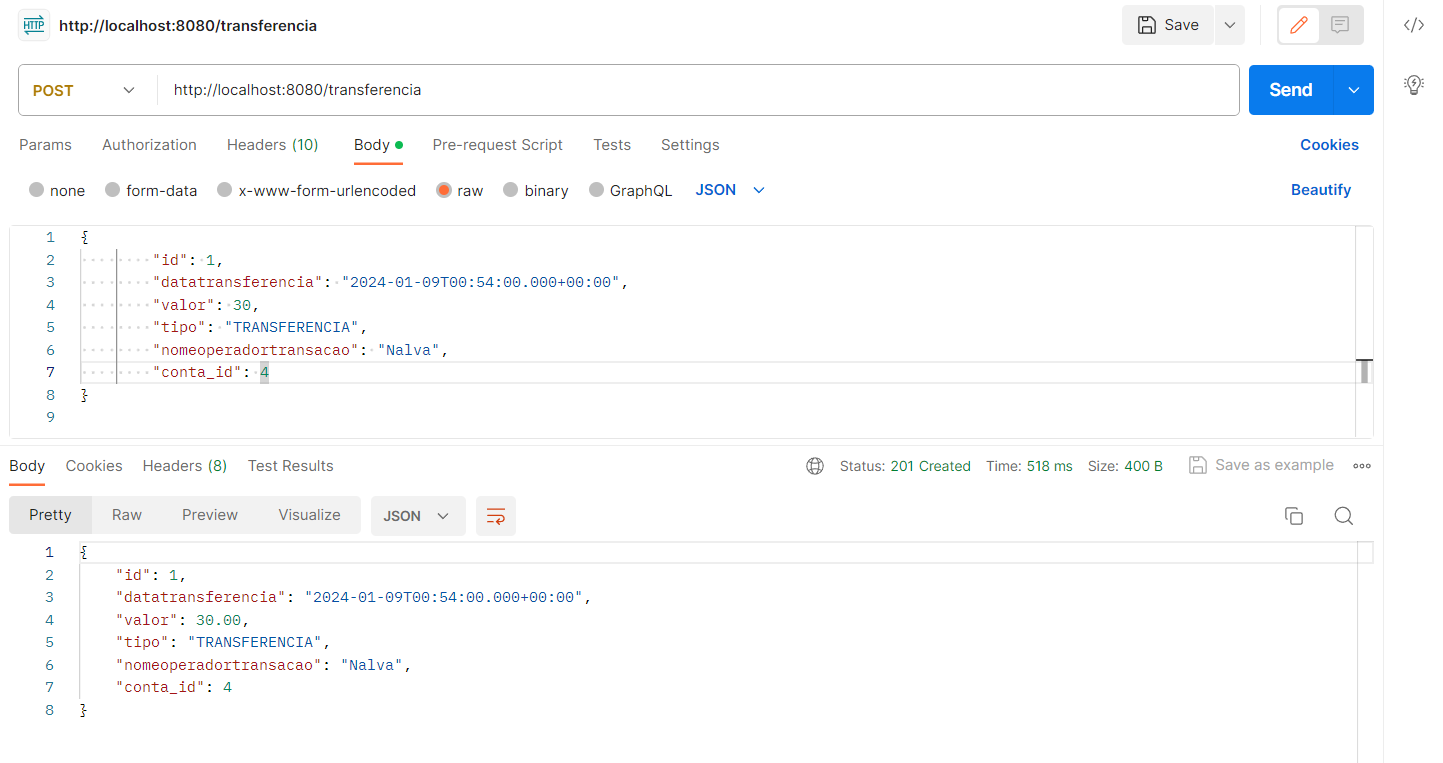 HTTP http://localhost:8080/transferencia Save
POST http://localhost:8080/transferencia Send
Params Authorization Headers (10) Body Pre-request Script Tests Settings Cookies
none form-data x-www-form-urlencoded raw binary GraphQL JSON Beautify
1 {
2 "id": 1,
3 "datatransferencia": "2024-01-09T00:54:00.000+00:00",
4 "valor": 30,
5 "tipo": "TRANSFERENCIA",
6 "nomeoperadortransacao": "Nalva",
7 "conta_id": 4
8 }
9
Body Cookies Headers (8) Test Results Status: 201 Created Time: 518 ms Size: 400 B Save as example
Pretty Raw Preview Visualize JSON
1 {
2 "id": 1,
3 "datatransferencia": "2024-01-09T00:54:00.000+00:00",
4 "valor": 30.00,
5 "tipo": "TRANSFERENCIA",
6 "nomeoperadortransacao": "Nalva",
7 "conta_id": 4
8 }